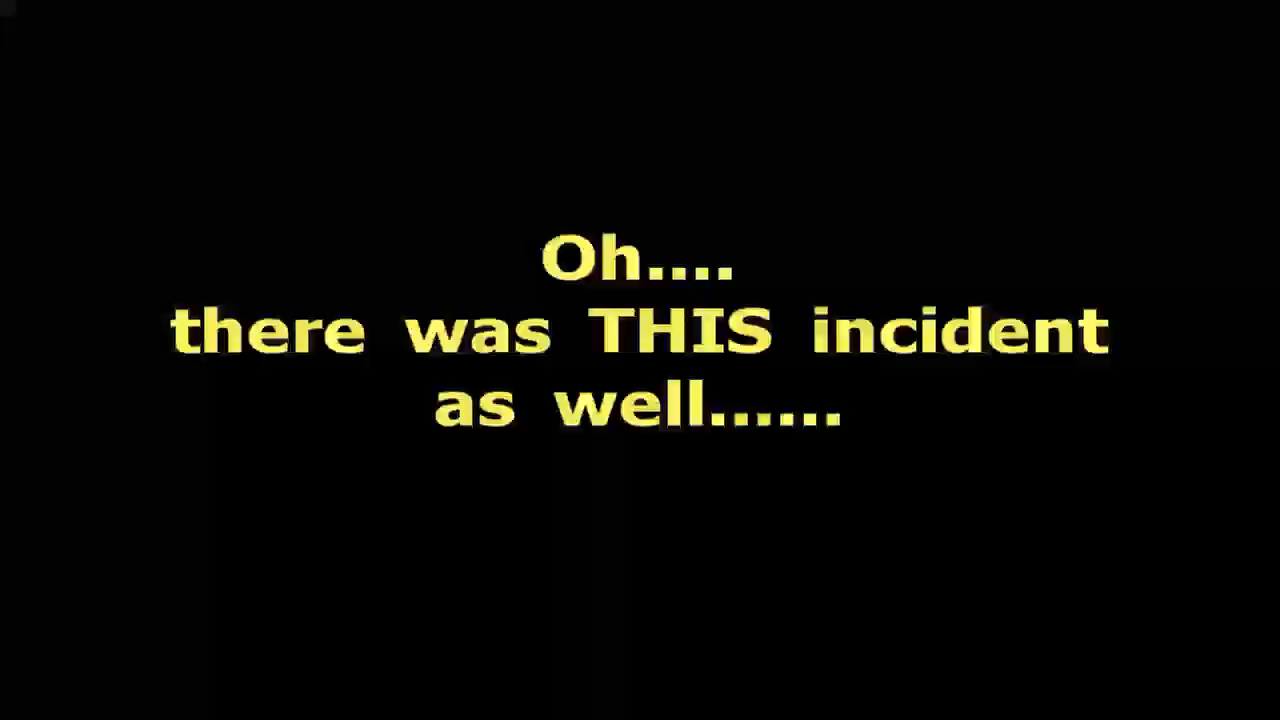 Oh....
there was THIS incident
as well......